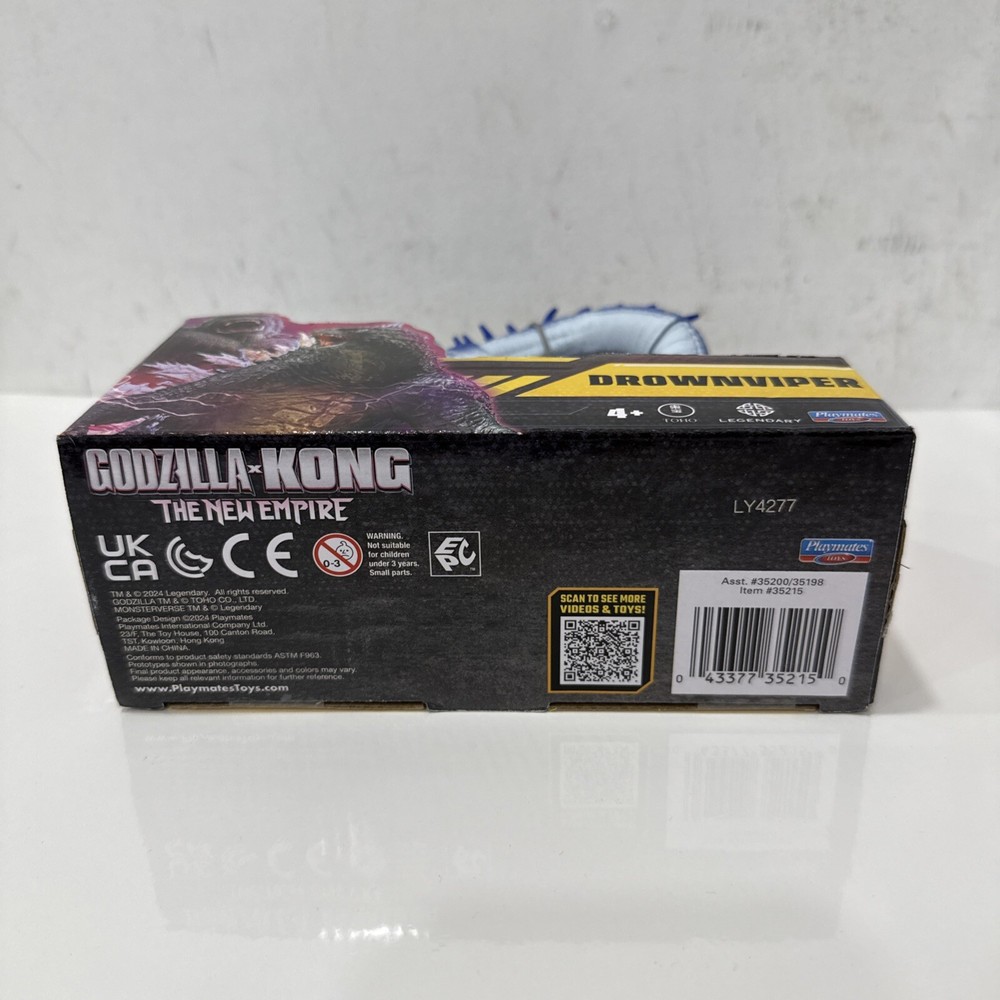 DROWNVIPER
4+
TOHO
LEGENDARY
Playmates
TOYS
GODZILLA x KONG
THE NEW EMPIRE
LY4277
UK
CA
CE
0-3
WARNING.
Not suitable
for children
under 3 years.
Small parts.
EC
PC
TM
Playmates
TOYS
TM & © 2024 Legendary. All rights reserved.
GODZILLA TM & © TOHO CO., LTD.
MONSTERVERSE TM & © Legendary
Package Design ©2024 Playmates
Playmates International Company Ltd.
23/F, The Toy House, 100 Canton Road,
TST, Kowloon, Hong Kong
MADE IN CHINA.
Conforms to product safety standards ASTM F963.
Prototypes shown in photographs.
Final product appearance, accessories and colors may vary.
Please keep all relevant information for further reference.
www.PlaymatesToys.com
SCAN TO SEE MORE
VIDEOS & TOYS!
Asst. #35200/35198
Item #35215
0 43377 35215 0